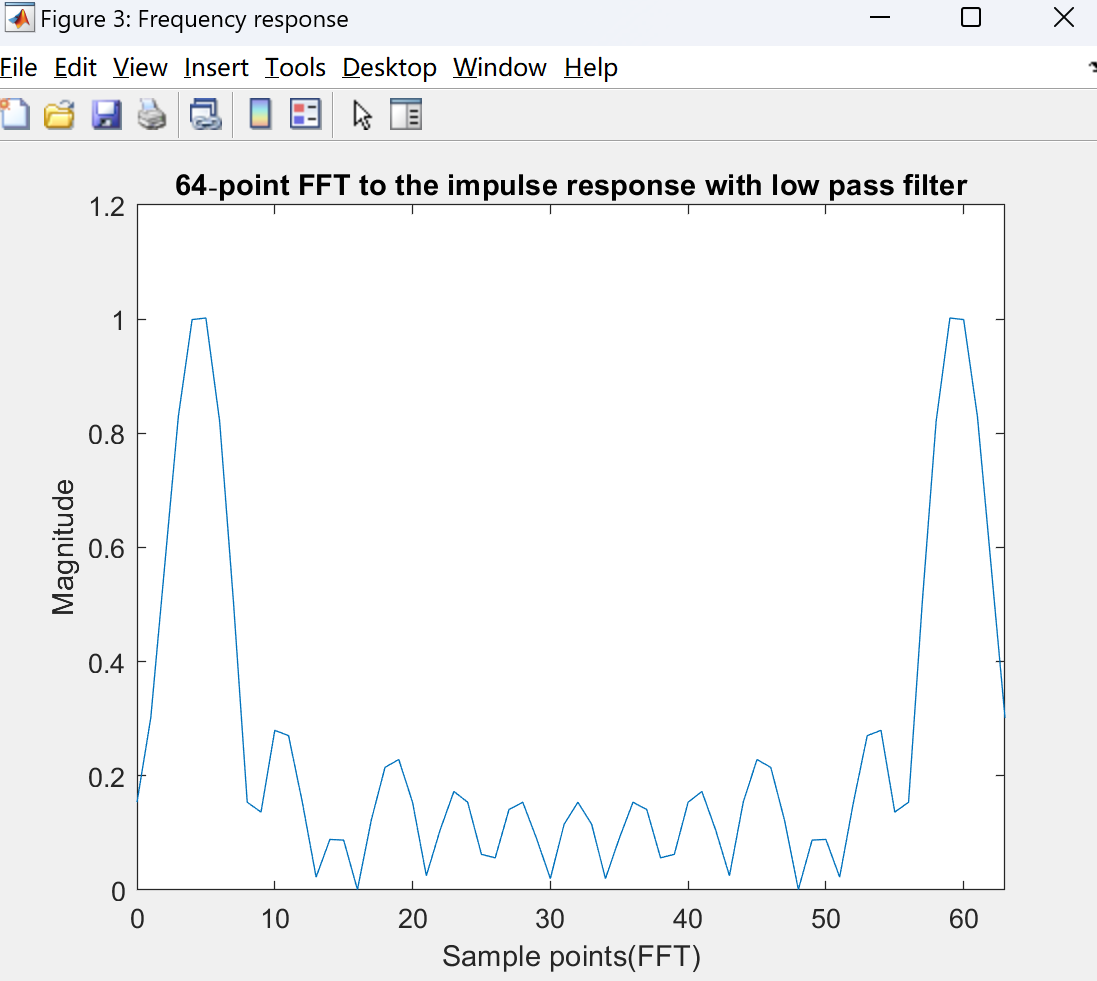 Figure 3: Frequency response
File Edit View Insert Tools Desktop Window Help
64-point FFT to the impulse response with low pass filter
1.2
1
0.8
0.6
0.4
0.2
0
Magnitude
0 10 20 30 40 50 60
Sample points(FFT)